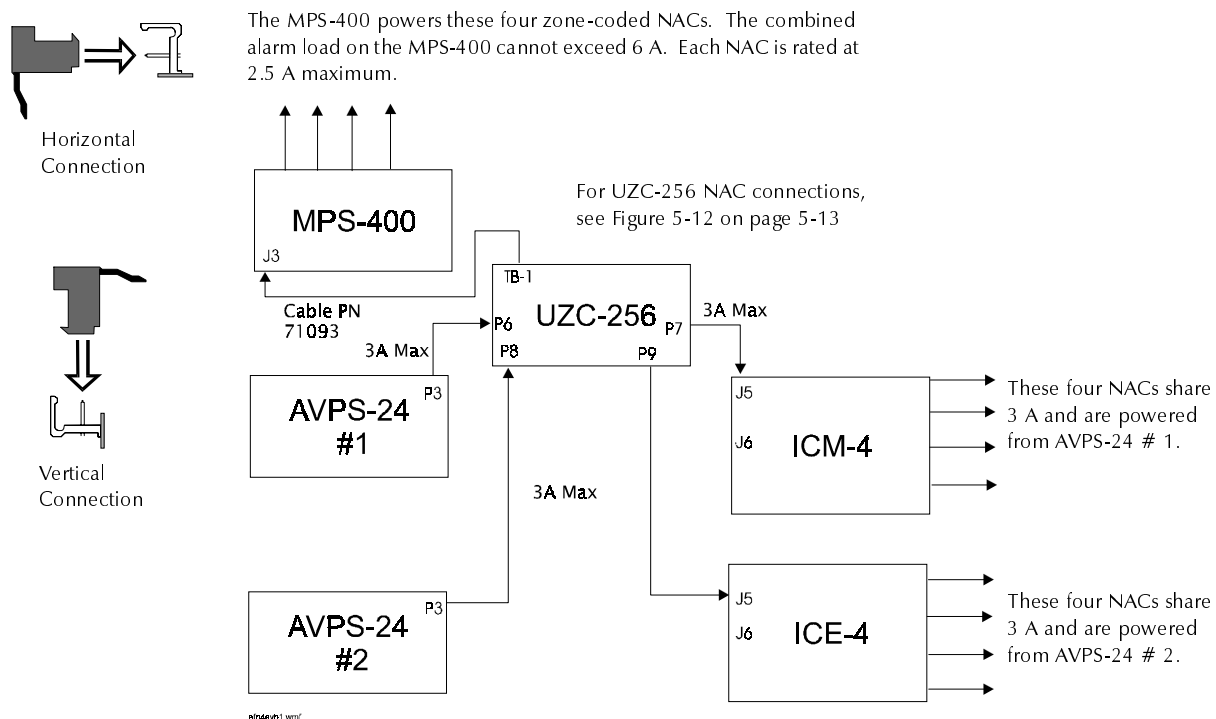 The MPS-400 powers these four zone-coded NACs. The combined
alarm load on the MPS-400 cannot exceed 6 A. Each NAC is rated at
2.5 A maximum.
Horizontal
Connection
MPS-400
J3
For UZC-256 NAC connections,
see Figure 5-12 on page 5-13
TB-1
UZC-256
P6
P7
P8
P9
Cable PN
71093
3A Max
3A Max
AVPS-24
#1
P3
Vertical
Connection
3A Max
J5
J6
ICM-4
These four NACs share
3 A and are powered
from AVPS-24 # 1.
AVPS-24
#2
P3
J5
J6
ICE-4
These four NACs share
3 A and are powered
from AVPS-24 # 2.